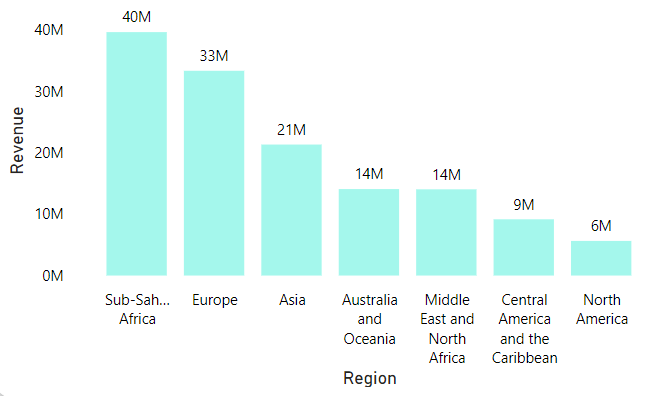 Revenue
40M
30M
20M
10M
0M
40M
33M
21M
14M
14M
9M
6M
Sub-Sah...
Africa
Europe
Asia
Australia
and
Oceania
Middle
East and
North
Africa
Central
America
and the
Caribbean
North
America
Region